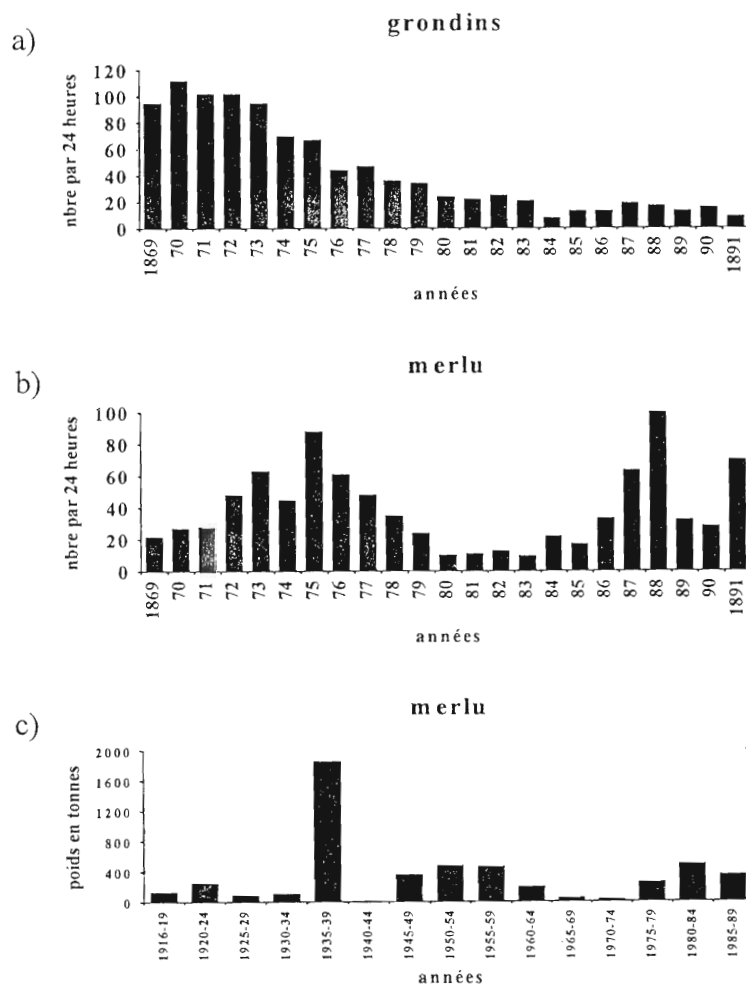 grondins
a)
nbre par 24 heures
120
100
80
60
40
20
0
1869 70 71 72 73 74 75 76 77 78 79 80 81 82 83 84 85 86 87 88 89 90 1891
années
merlu
b)
nbre par 24 heures
100
80
60
40
20
0
1869 70 71 72 73 74 75 76 77 78 79 80 81 82 83 84 85 86 87 88 89 90 1891
années
merlu
c)
poids en tonnes
2000
1600
1200
800
400
0
1916-19 1920-24 1925-29 1930-34 1935-39 1940-44 1945-49 1950-54 1955-59 1960-64 1965-69 1970-74 1975-79 1980-84 1985-89
années